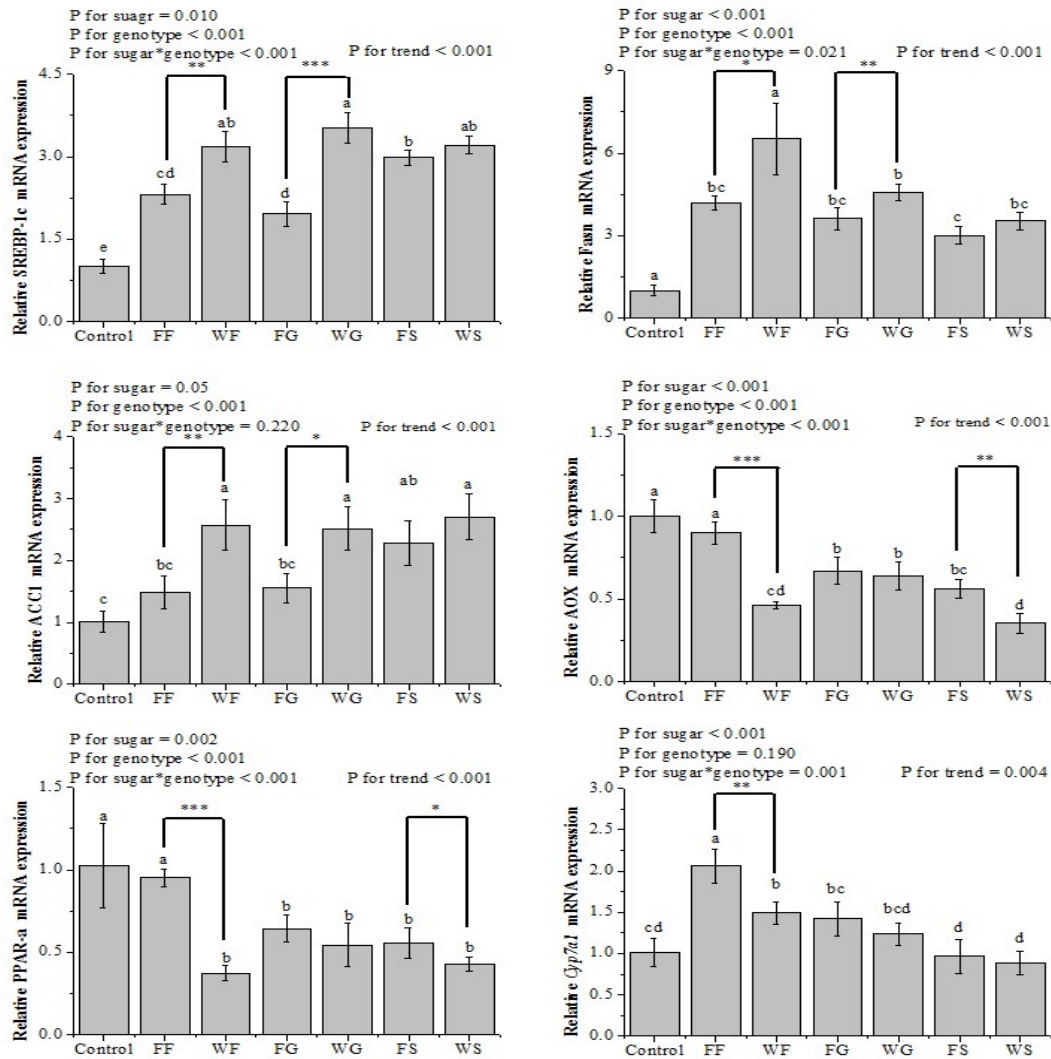 P for suagr = 0.010
P for genotype < 0.001
P for sugar*genotype < 0.001 P for trend < 0.001
** ***
4.5
3.0
1.5
0.0
Relative SREBP-1c mRNA expression
e cd ab d a b ab
Control FF WF FG WG FS WS
P for sugar < 0.001
P for genotype < 0.001
P for sugar*genotype = 0.021 P for trend < 0.001
* **
9
6
3
0
Relative Fasn mRNA expression
a bc a bc b c bc
Control FF WF FG WG FS WS
P for sugar = 0.05
P for genotype < 0.001
P for sugar*genotype = 0.220 P for trend < 0.001
** *
4
3
2
1
0
Relative ACC1 mRNA expression
c bc a bc a ab a
Control FF WF FG WG FS WS
P for sugar < 0.001
P for genotype < 0.001
P for sugar*genotype < 0.001 P for trend < 0.001
*** **
1.5
1.0
0.5
0.0
Relative AOX mRNA expression
a a cd b b bc d
Control FF WF FG WG FS WS
P for sugar = 0.002
P for genotype < 0.001
P for sugar*genotype < 0.001 P for trend < 0.001
*** *
1.5
1.0
0.5
0.0
Relative PPAR-a mRNA expression
a a b b b b b
Control FF WF FG WG FS WS
P for sugar < 0.001
P for genotype = 0.190
P for sugar*genotype = 0.001 P for trend = 0.004
**
3.0
2.5
2.0
1.5
1.0
0.5
0.0
Relative Cyp7a1 mRNA expression
cd a b bc bcd d d
Control FF WF FG WG FS WS